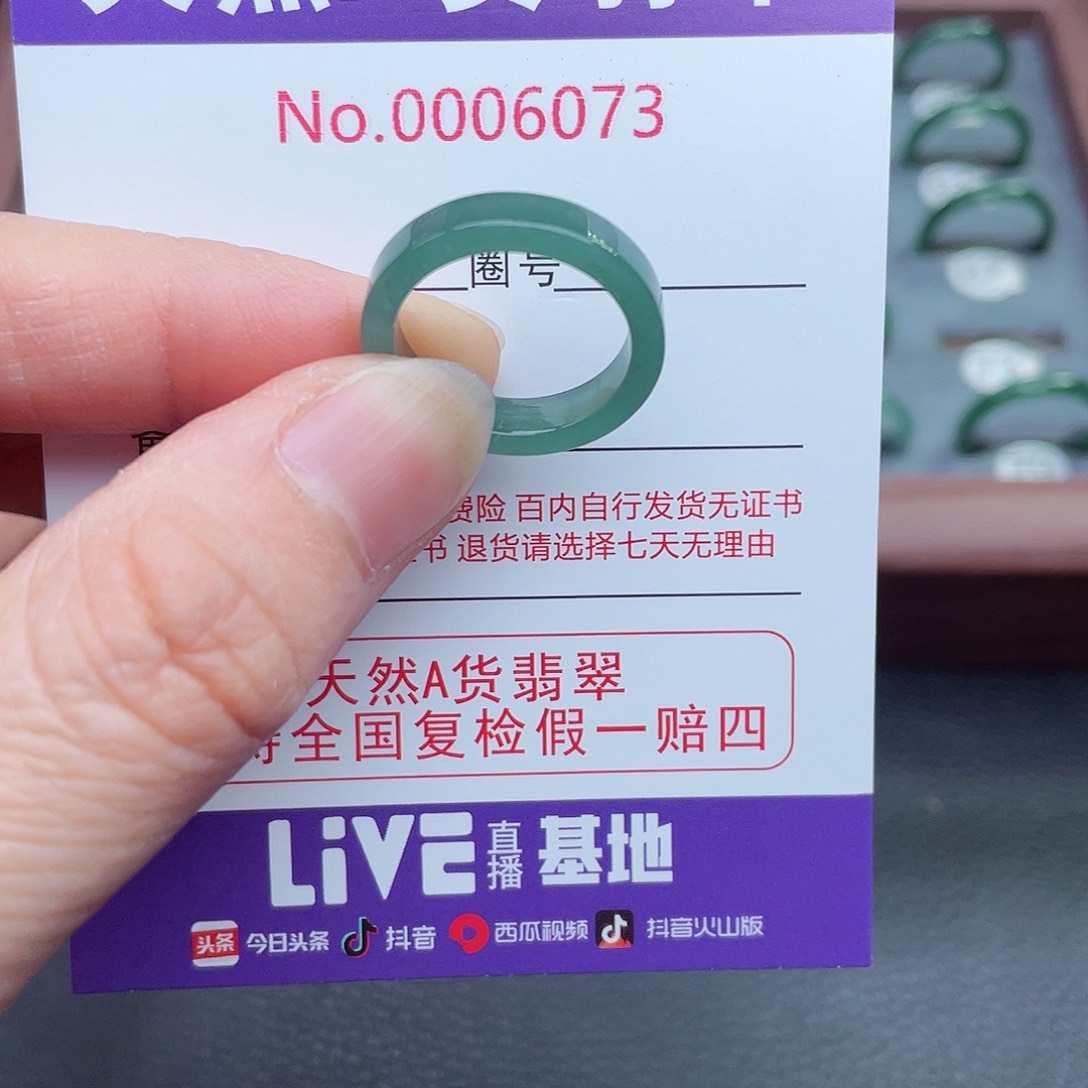 No.0006073
圈号
费险 百内自行发货无证书
书 退货请选择七天无理由
天然A货翡翠
全国复检假一赔四
LiVE直播基地
头条 今日头条 抖音 西瓜视频 抖音火山版